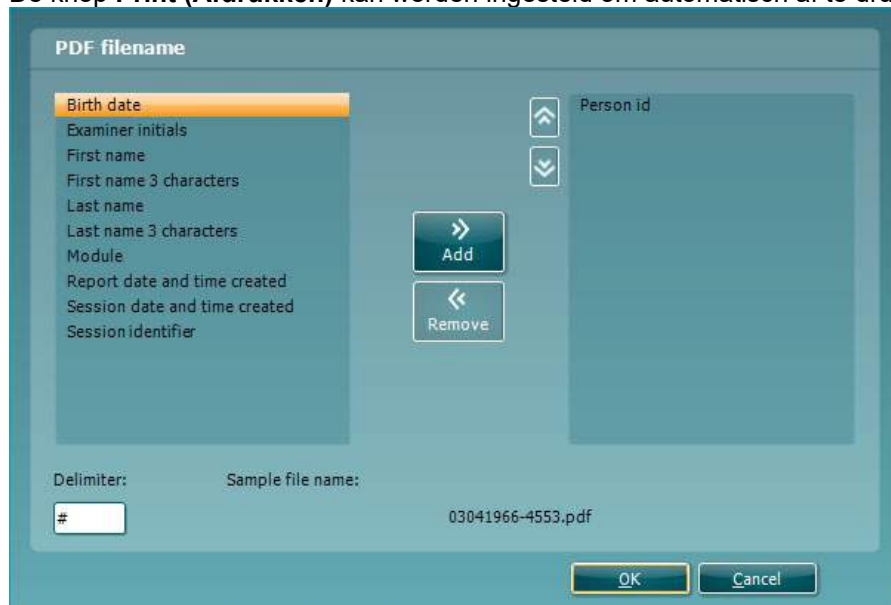 PDF filename
Birth date
Examiner initials
First name
First name 3 characters
Last name
Last name 3 characters
Module
Report date and time created
Session date and time created
Session identifier
Person id
Add
Remove
Delimiter:
Sample file name:
#
03041966-4553.pdf
OK
Cancel